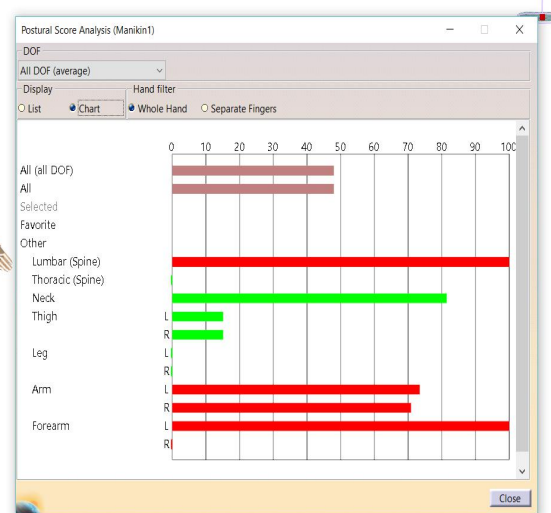 Postural Score Analysis (Manikin1)
DOF
All DOF (average)
Display Hand filter
List Chart Whole Hand Separate Fingers
0 10 20 30 40 50 60 70 80 90 100
All (all DOF)
All
Selected
Favorite
Other
Lumbar (Spine)
Thoracic (Spine)
Neck
Thigh L
R
Leg L
R
Arm L
R
Forearm L
R
Close